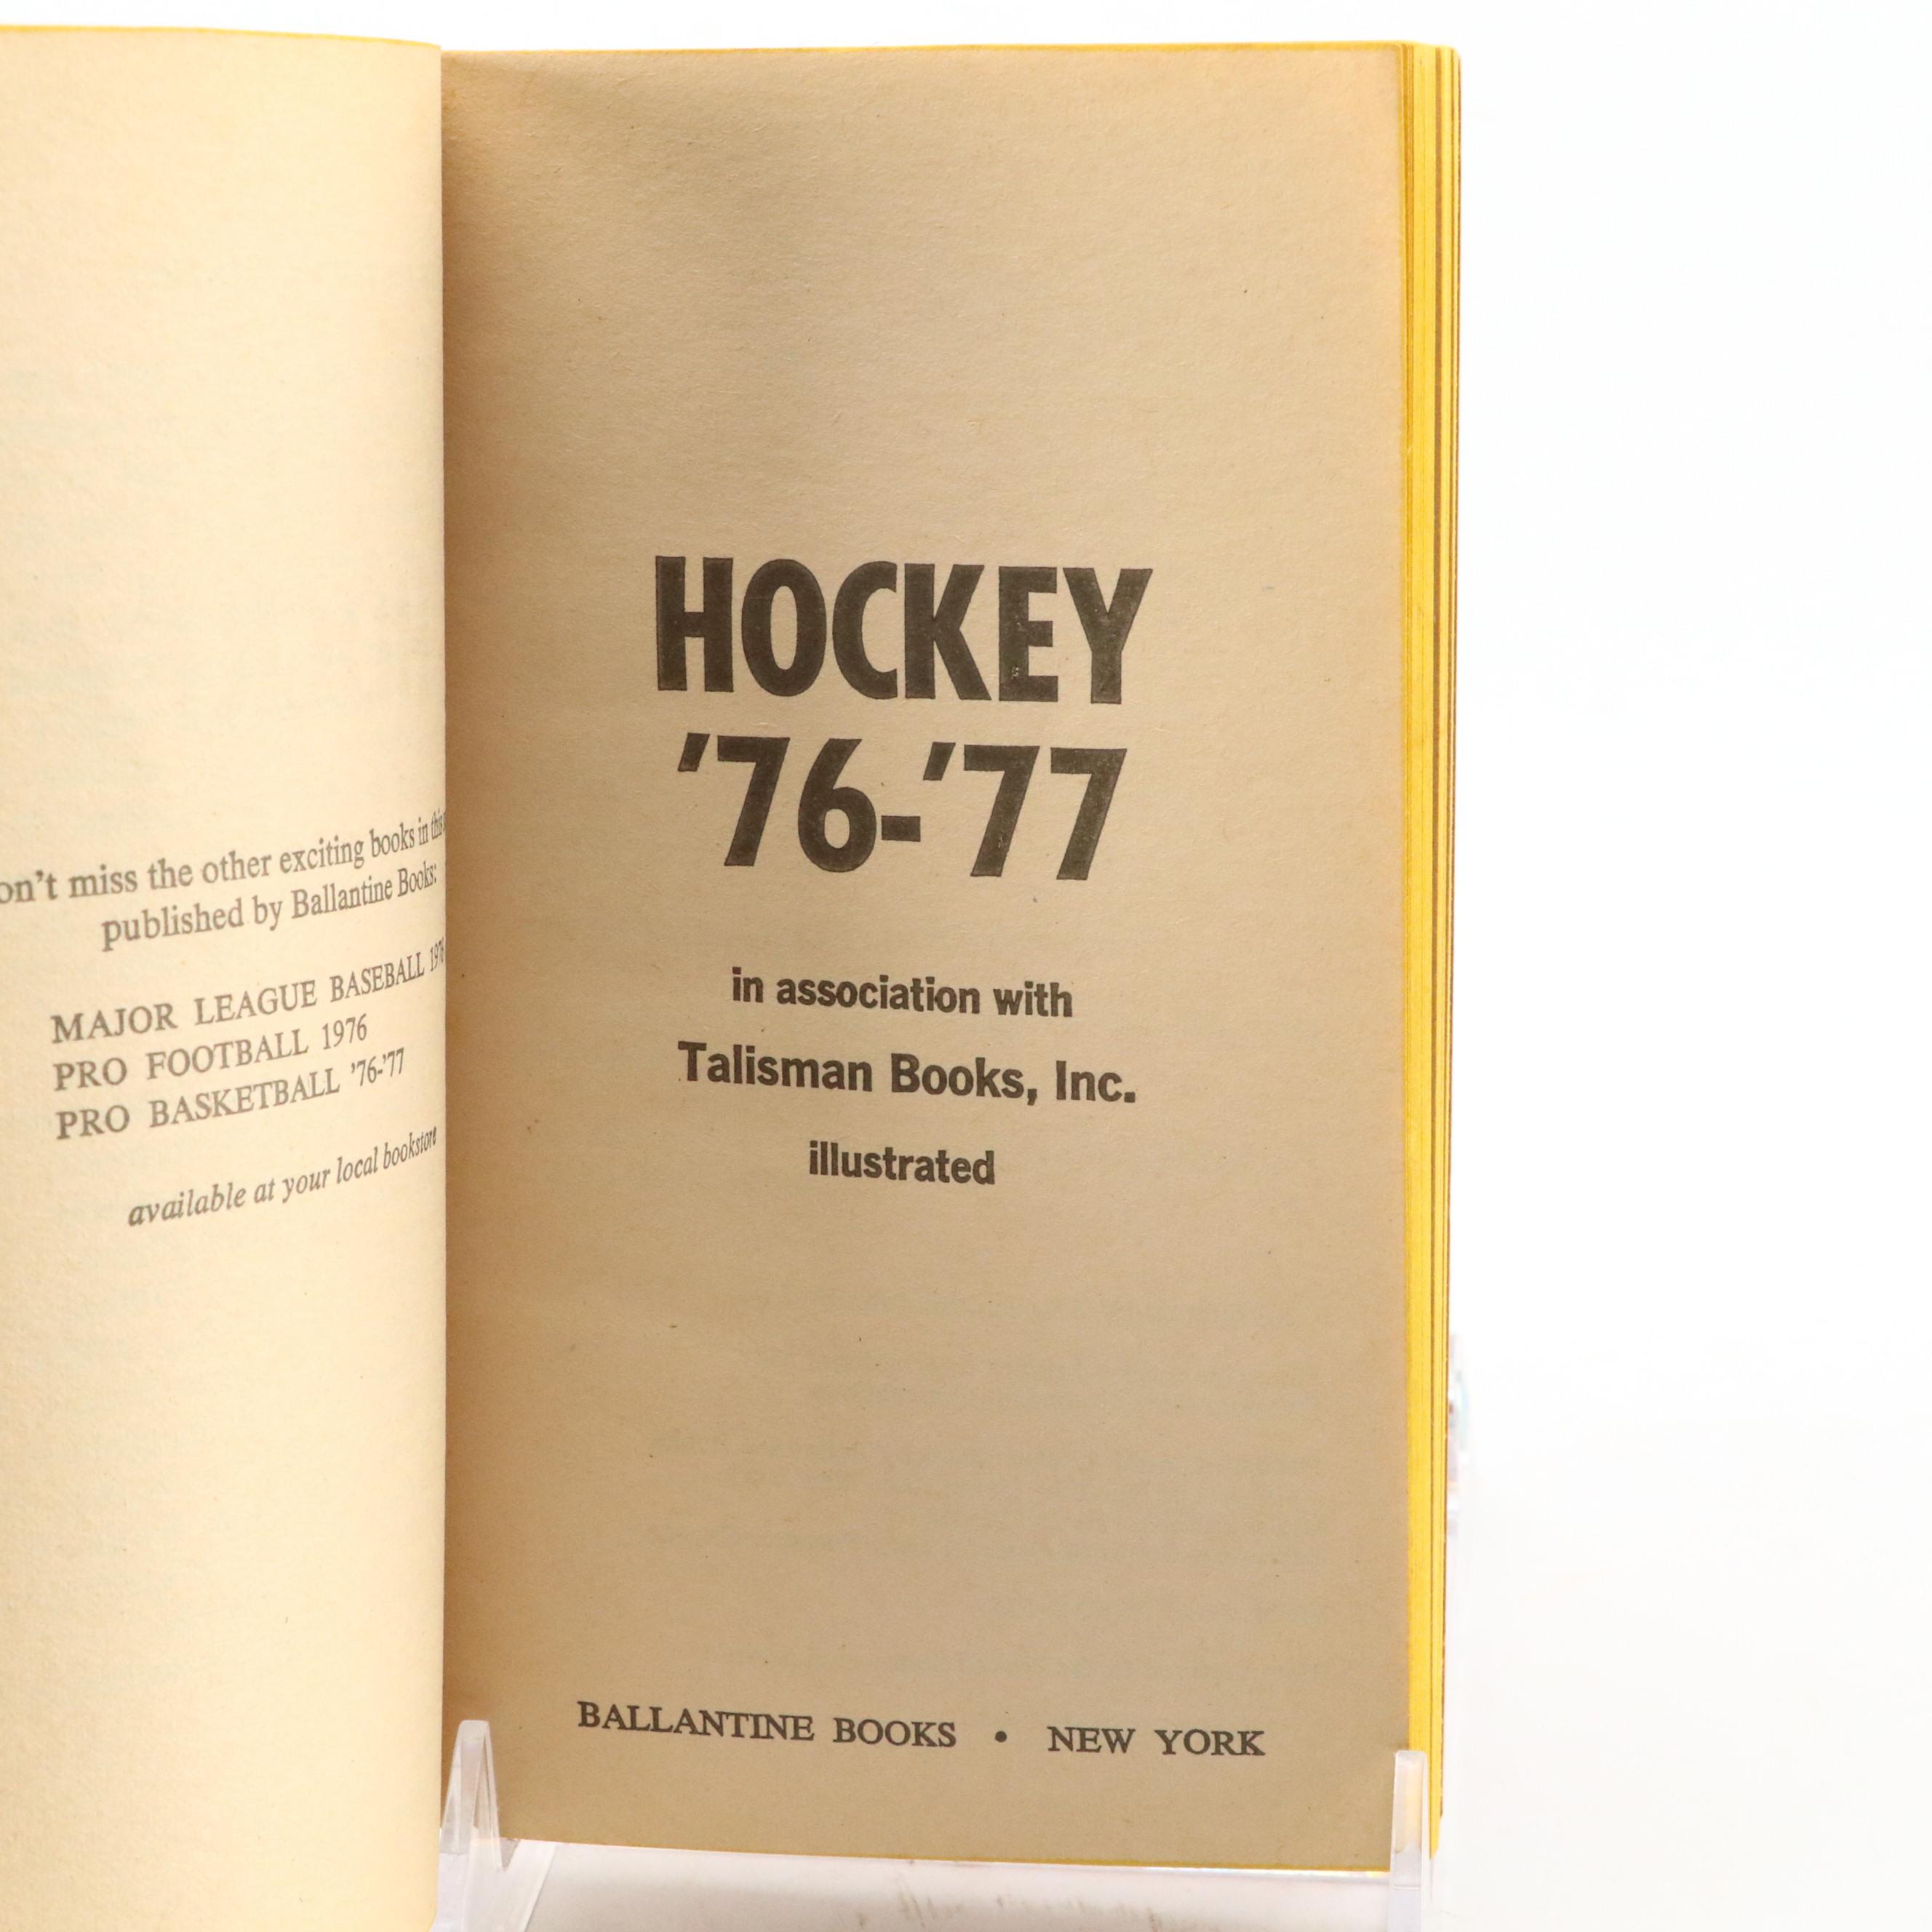 on't miss the other exciting books in this
published by Ballantine Books:
MAJOR LEAGUE BASEBALL 1976
PRO FOOTBALL 1976
PRO BASKETBALL '76-'77
available at your local bookstore
HOCKEY
'76-'77
in association with
Talisman Books, Inc.
illustrated
BALLANTINE BOOKS • NEW YORK